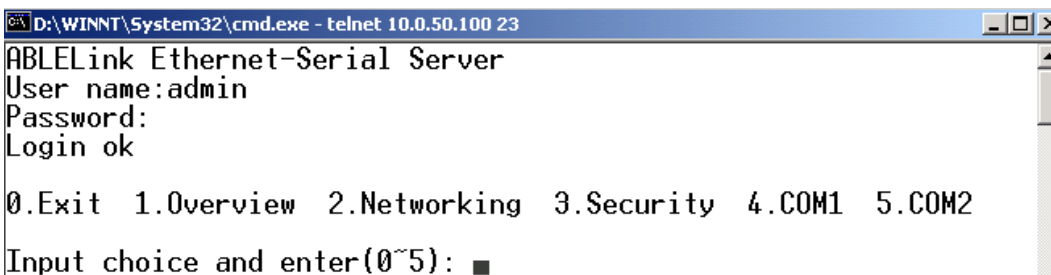 D:\WINNT\System32\cmd.exe - telnet 10.0.50.100 23
ABLELink Ethernet-Serial Server
User name:admin
Password:
Login ok
0.Exit  1.Overview  2.Networking  3.Security  4.COM1  5.COM2
Input choice and enter(0~5):